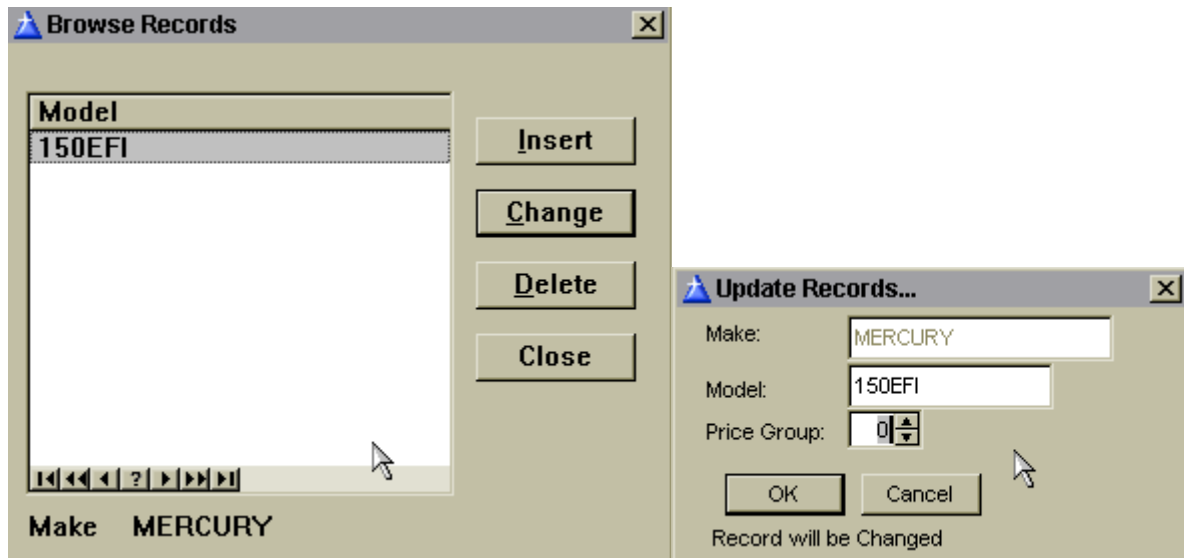 Browse Records
Model
150EFI
Insert
Change
Delete
Close
?
Make MERCURY
Update Records...
Make: MERCURY
Model: 150EFI
Price Group: 0
OK Cancel
Record will be Changed